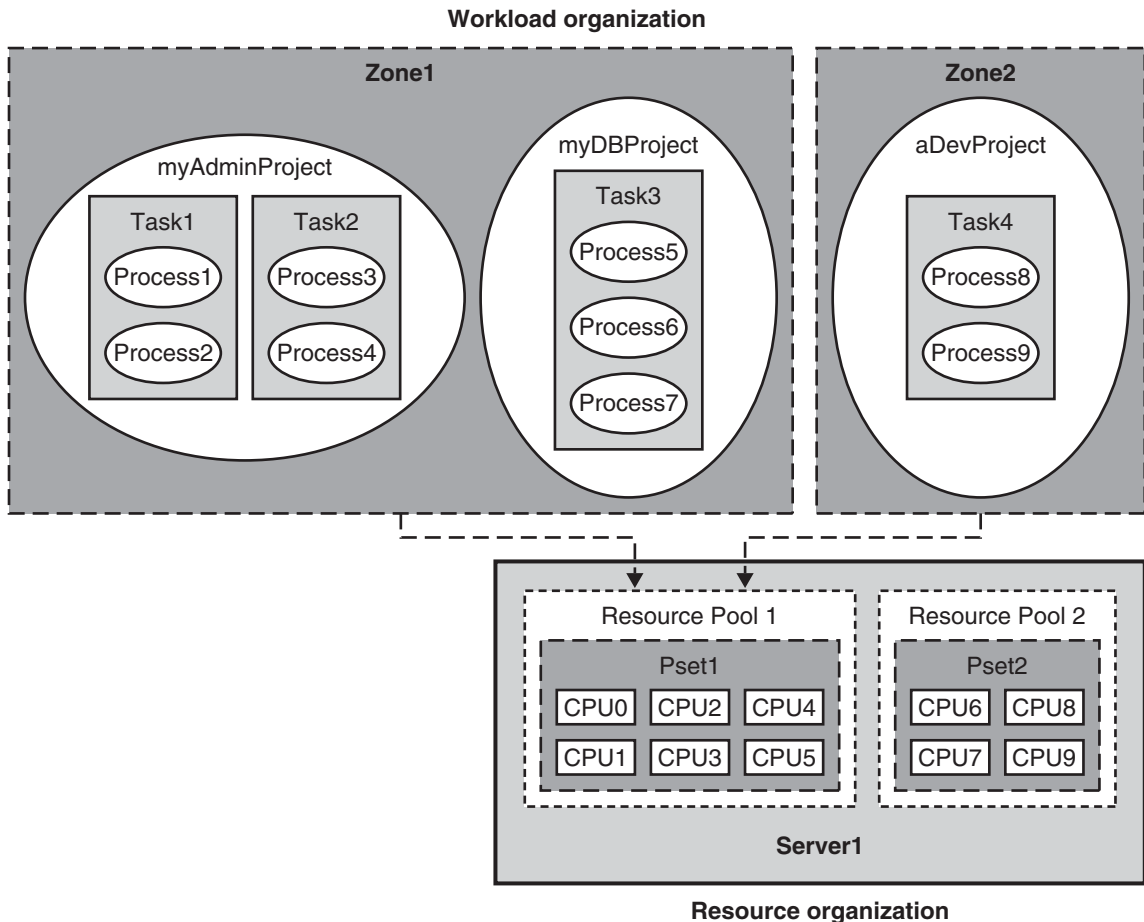 Workload organization
Zone1
myAdminProject
Task1
Process1
Process2
Task2
Process3
Process4
myDBProject
Task3
Process5
Process6
Process7
Zone2
aDevProject
Task4
Process8
Process9
Resource Pool 1
Pset1
CPU0 CPU2 CPU4
CPU1 CPU3 CPU5
Resource Pool 2
Pset2
CPU6 CPU8
CPU7 CPU9
Server1
Resource organization